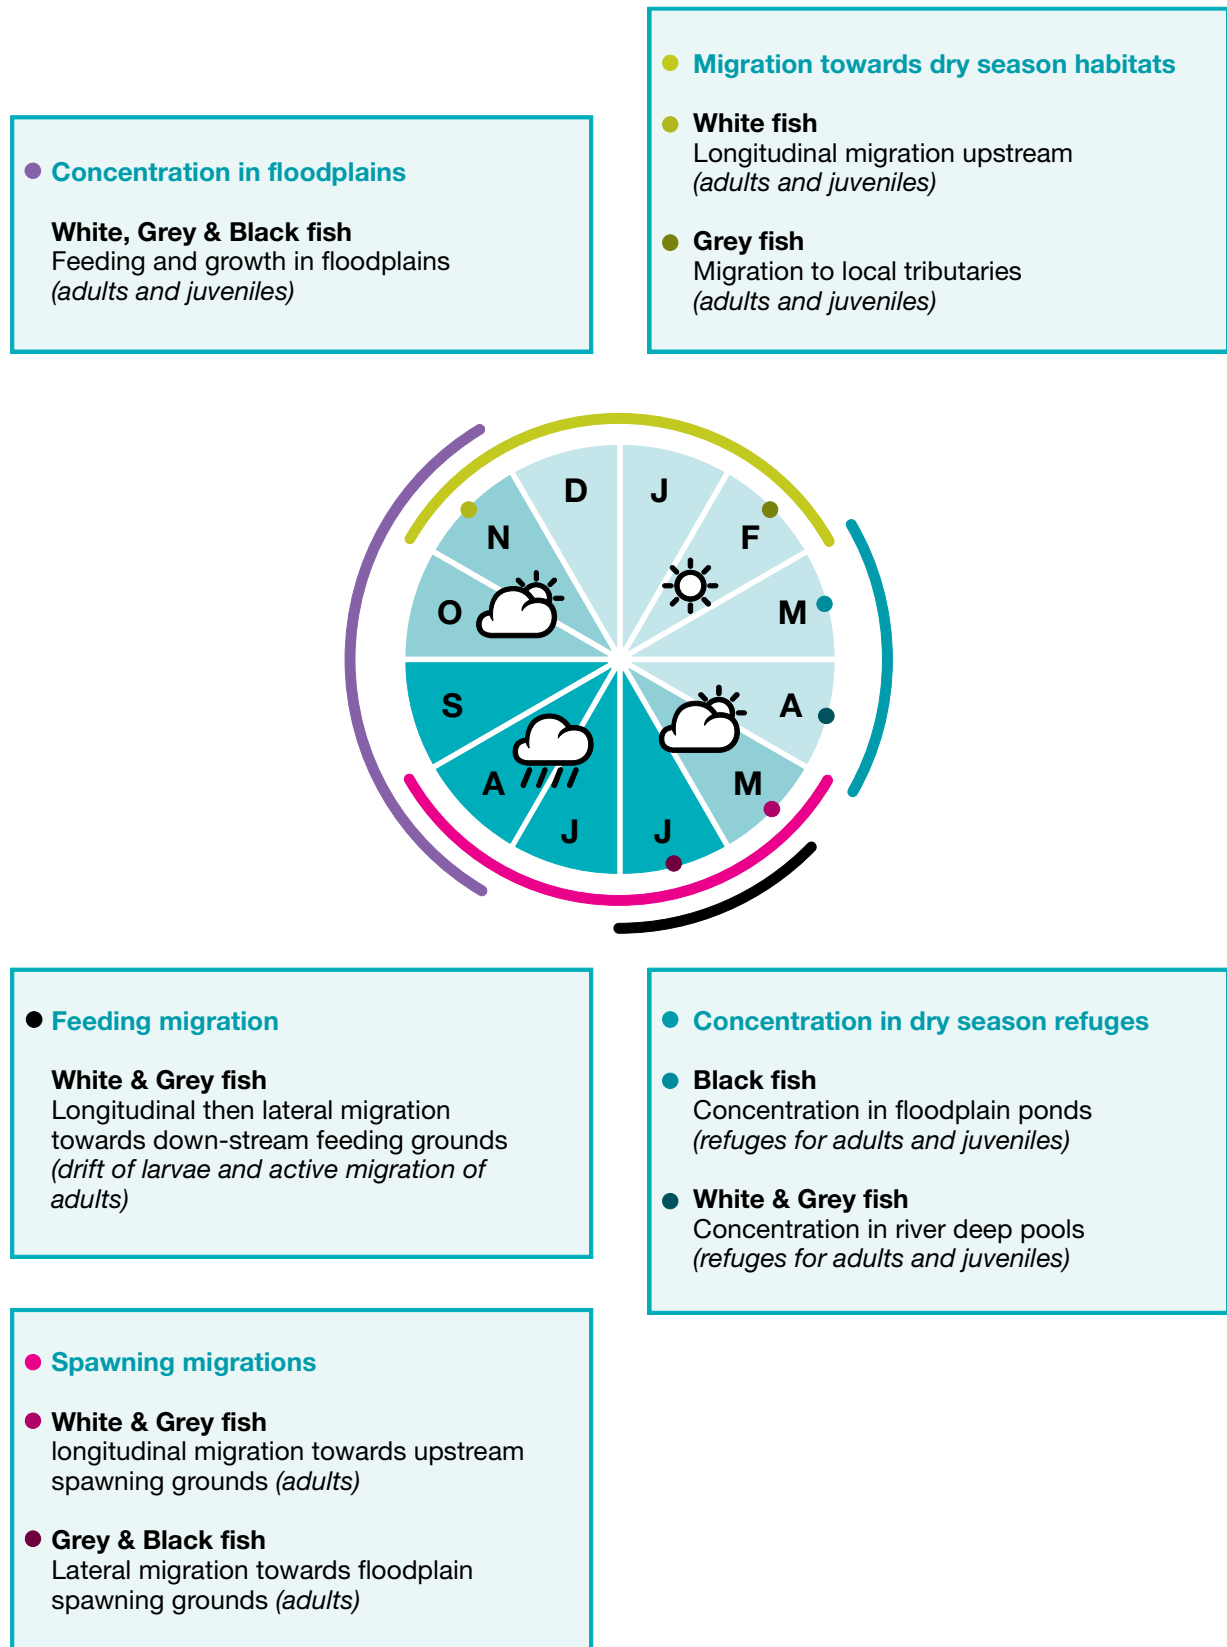 Migration towards dry season habitats
White fish
Longitudinal migration upstream
(adults and juveniles)
Grey fish
Migration to local tributaries
(adults and juveniles)
Concentration in floodplains
White, Grey & Black fish
Feeding and growth in floodplains
(adults and juveniles)
D
J
N
F
O
M
S
A
A
M
J
J
Feeding migration
White & Grey fish
Longitudinal then lateral migration
towards down-stream feeding grounds
(drift of larvae and active migration of
adults)
Concentration in dry season refuges
Black fish
Concentration in floodplain ponds
(refuges for adults and juveniles)
White & Grey fish
Concentration in river deep pools
(refuges for adults and juveniles)
Spawning migrations
White & Grey fish
longitudinal migration towards upstream
spawning grounds (adults)
Grey & Black fish
Lateral migration towards floodplain
spawning grounds (adults)